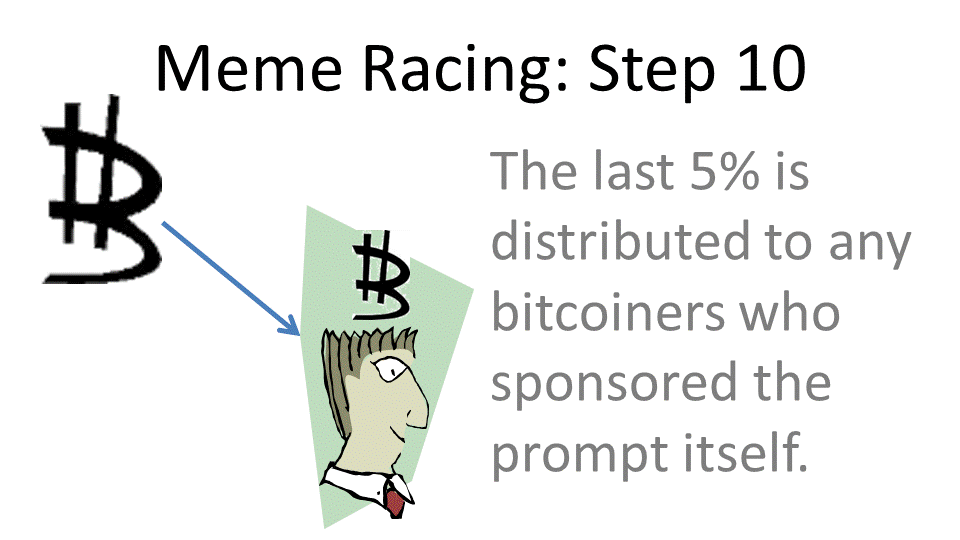 Meme Racing: Step 10
The last 5% is
distributed to any
bitcoiners who
sponsored the
prompt itself.